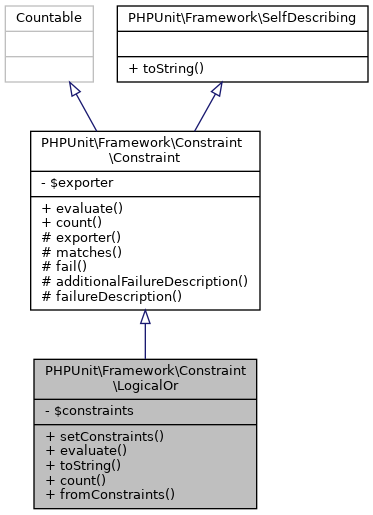 Countable
PHPUnit\Framework\SelfDescribing
+ toString()
PHPUnit\Framework\Constraint
\Constraint
- $exporter
+ evaluate()
+ count()
# exporter()
# matches()
# fail()
# additionalFailureDescription()
# failureDescription()
PHPUnit\Framework\Constraint
\LogicalOr
- $constraints
+ setConstraints()
+ evaluate()
+ toString()
+ count()
+ fromConstraints()